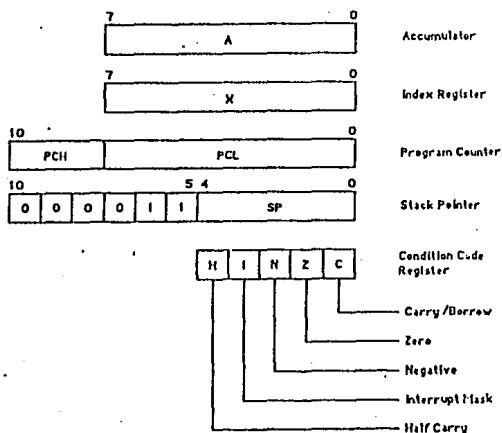 7 0
A Accumulator
7 0
X Index Register
10 0
PCH PCL Program Counter
10 5 4 0
0 0 0 0 1 1 SP Stack Pointer
H I N Z C Condition Code
Register
Carry/Borrow
Zero
Negative
Interrupt Mask
Half Carry